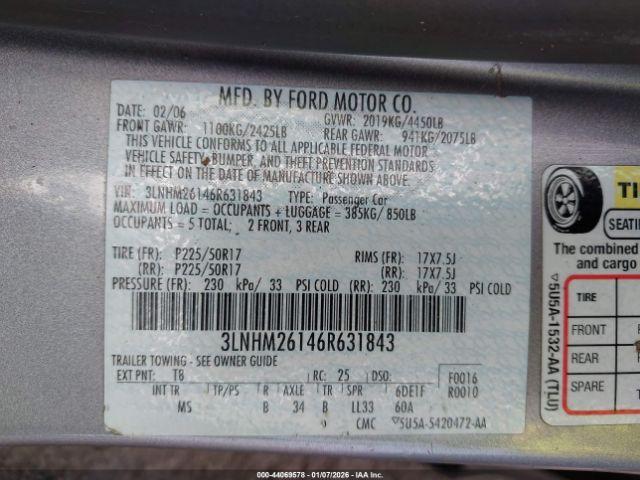 MFD. BY FORD MOTOR CO.
DATE: 02/06 GVWR: 2019KG/4450LB
FRONT GAWR: 1100KG/2425LB REAR GAWR: 941KG/2075LB
THIS VEHICLE CONFORMS TO ALL APPLICABLE FEDERAL MOTOR
VEHICLE SAFETY, BUMPER, AND THEFT PREVENTION STANDARDS
IN EFFECT ON THE DATE OF MANUFACTURE SHOWN ABOVE.
VIN: 3LNHM26146R631843 TYPE: Passenger Car
MAXIMUM LOAD = OCCUPANTS + LUGGAGE = 385KG/ 850LB
OCCUPANTS = 5 TOTAL; 2 FRONT, 3 REAR
TIRE (FR): P225/50R17 RIMS (FR): 17X7.5J
(RR): P225/50R17 (RR): 17X7.5J
PRESSURE (FR): 230 kPa/ 33 PSI COLD (RR): 230 kPa/ 33 PSI COLD
3LNHM26146R631843
TRAILER TOWING - SEE OWNER GUIDE
EXT PNT: T8 RC: 25 DSO: F0016
INT TR TP/PS R AXLE TR SPR 6DE1F R0010
MS B 34 B LL33 60A
CMC 5U5A-5420472-AA
5U5A-1532-AA (TLU)
TI
SEATI
The combined
and cargo
TIRE
FRONT
REAR
SPARE
000-44069578 - 01/07/2026 - IAA Inc.